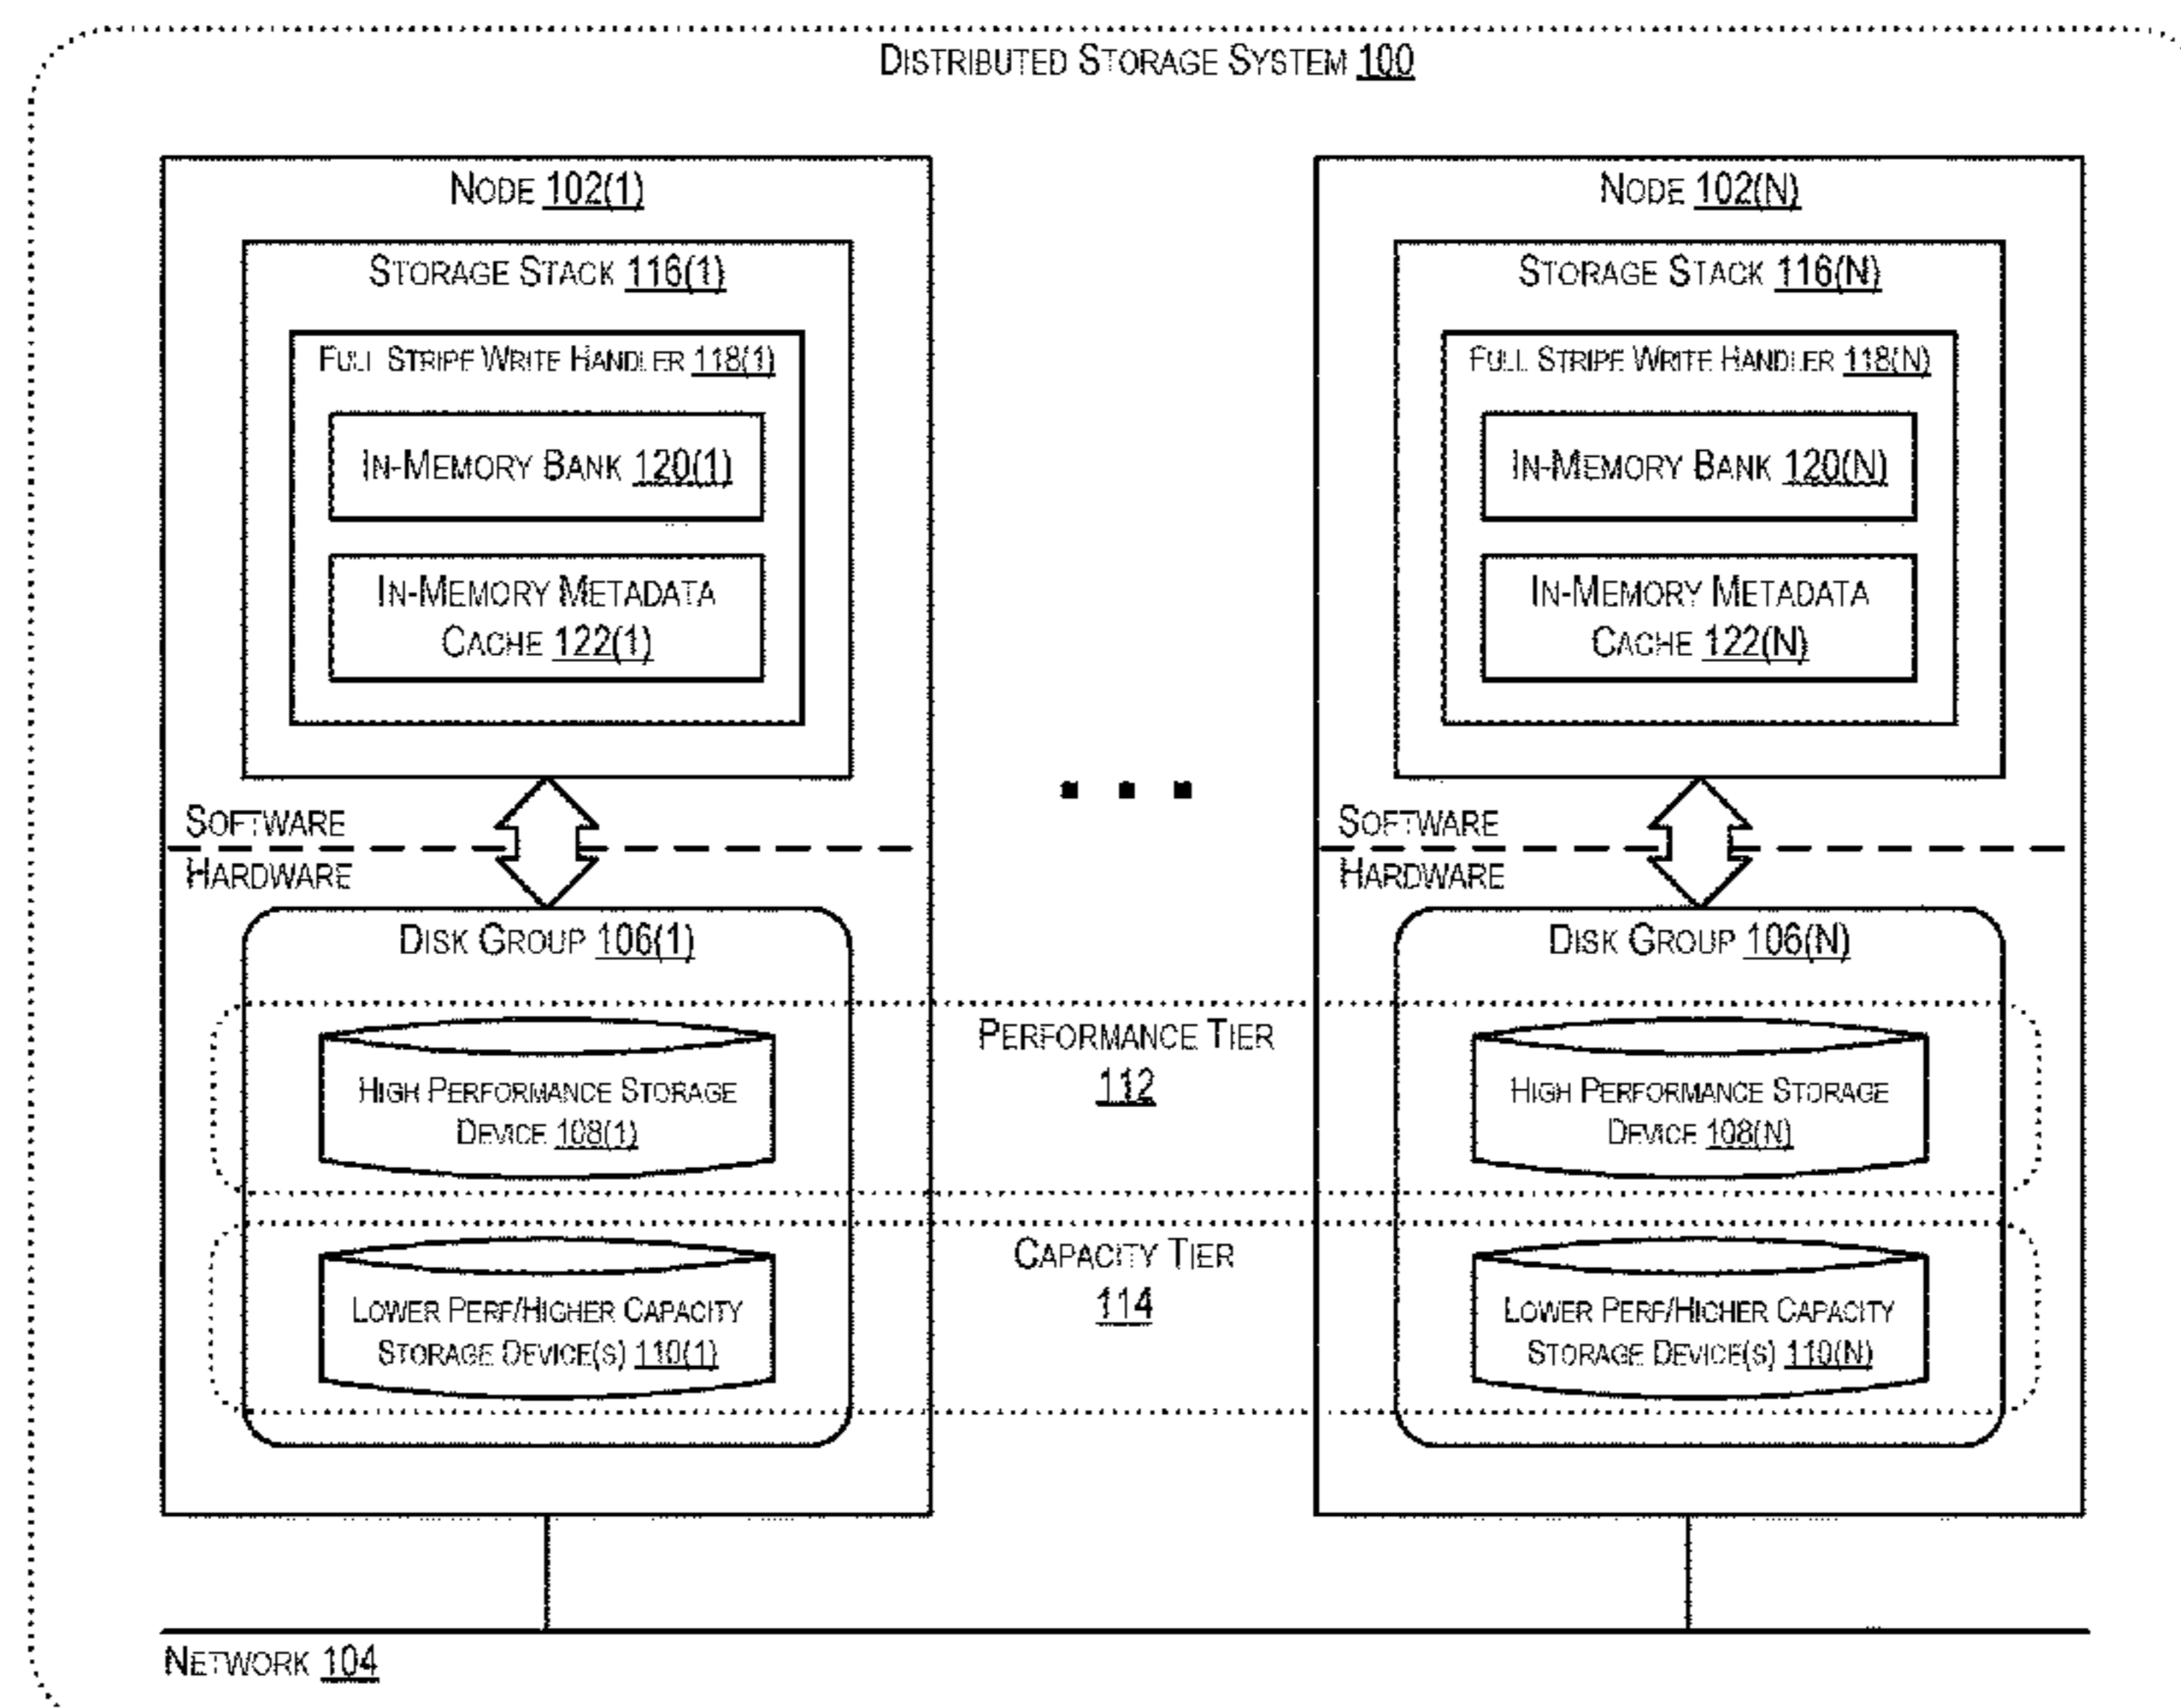 DISTRIBUTED STORAGE SYSTEM 100
NODE 102(1)
STORAGE STACK 116(1)
FULL STRIPE WRITE HANDLER 118(1)
IN-MEMORY BANK 120(1)
IN-MEMORY METADATA
CACHE 122(1)
SOFTWARE
HARDWARE
DISK GROUP 106(1)
HIGH PERFORMANCE STORAGE
DEVICE 108(1)
LOWER PERF/HIGHER CAPACITY
STORAGE DEVICE(S) 110(1)
PERFORMANCE TIER
112
CAPACITY TIER
114
NODE 102(N)
STORAGE STACK 116(N)
FULL STRIPE WRITE HANDLER 118(N)
IN-MEMORY BANK 120(N)
IN-MEMORY METADATA
CACHE 122(N)
SOFTWARE
HARDWARE
DISK GROUP 106(N)
HIGH PERFORMANCE STORAGE
DEVICE 108(N)
LOWER PERF/HIGHER CAPACITY
STORAGE DEVICE(S) 110(N)
NETWORK 104